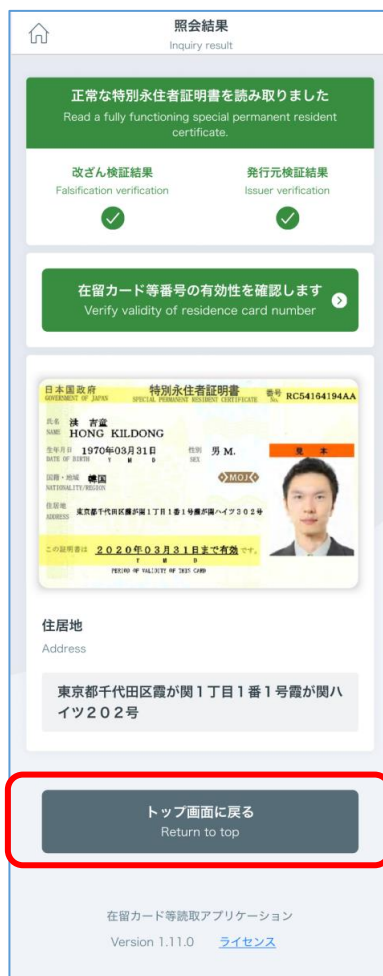 照会結果
Inquiry result
正常な特別永住者証明書を読み取りました
Read a fully functioning special permanent resident
certificate.
改ざん検証結果 発行元検証結果
Falsification verification Issuer verification
在留カード等番号の有効性を確認します
Verify validity of residence card number
日本国政府 特別永住者証明書 番号 RC54164194AA
GOVERNMENT OF JAPAN SPECIAL PERMANENT RESIDENT CERTIFICATE No.
氏名 洪 吉童
NAME HONG KILDONG
生年月日 1970年03月31日 性別 男 M.
DATE OF BIRTH Y M D SEX
見 本
国籍・地域 韓国 MOJ
NATIONALITY/REGION
住居地
ADDRESS 東京都千代田区霞が関1丁目1番1号霞が関ハイツ202号
この証明書は 2020年03月31日まで有効 です。
Y M D
PERIOD OF VALIDITY OF THIS CARD
住居地
Address
東京都千代田区霞が関1丁目1番1号霞が関ハ
イツ202号
トップ画面に戻る
Return to top
在留カード等読取アプリケーション
Version 1.11.0 ライセンス